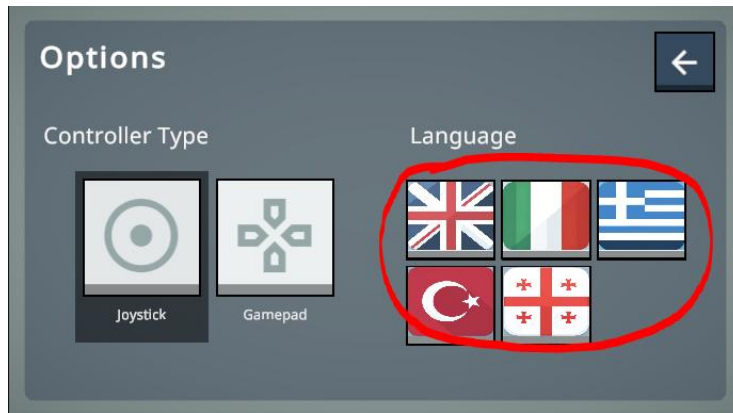 Options
Controller Type
Language
Joystick
Gamepad